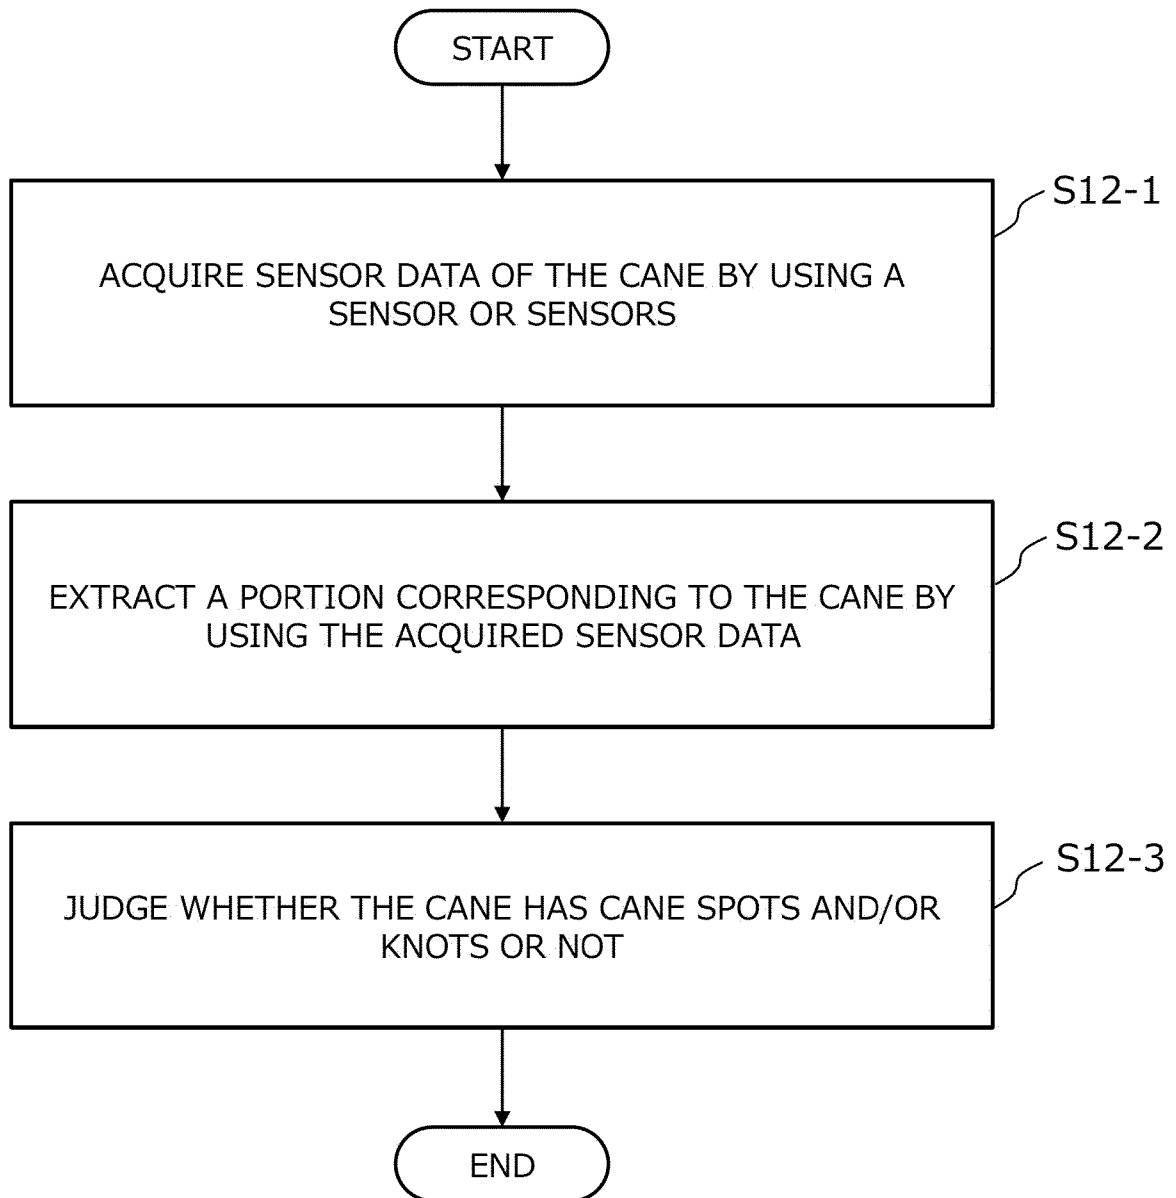 START
S12-1
ACQUIRE SENSOR DATA OF THE CANE BY USING A
SENSOR OR SENSORS
S12-2
EXTRACT A PORTION CORRESPONDING TO THE CANE BY
USING THE ACQUIRED SENSOR DATA
S12-3
JUDGE WHETHER THE CANE HAS CANE SPOTS AND/OR
KNOTS OR NOT
END